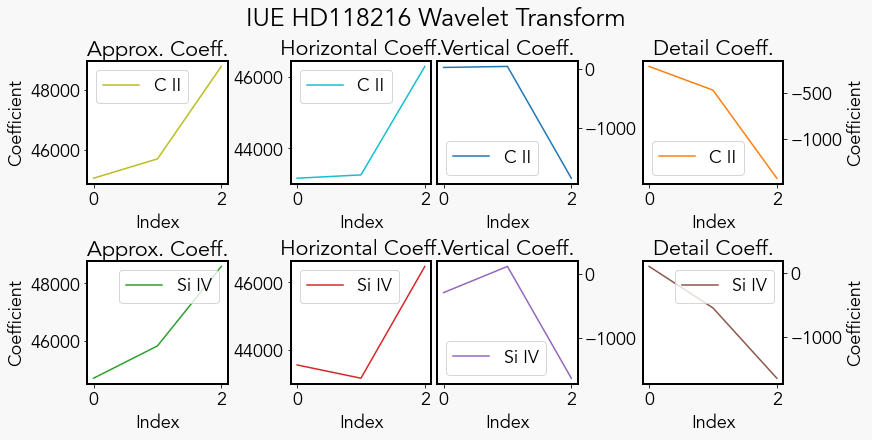 IUE HD118216 Wavelet Transform
Approx. Coeff. Horizontal Coeff. Vertical Coeff. Detail Coeff.
C II C II C II C II
48000 46000
46000 44000
0 −1000
−500 −1000
Coefficient Coefficient
0 2 0 2 0 2 0 2
Index Index Index Index
Approx. Coeff. Horizontal Coeff. Vertical Coeff. Detail Coeff.
Si IV Si IV Si IV Si IV
48000 46000
46000 44000
0 −1000
0 −1000
Coefficient Coefficient
0 2 0 2 0 2 0 2
Index Index Index Index